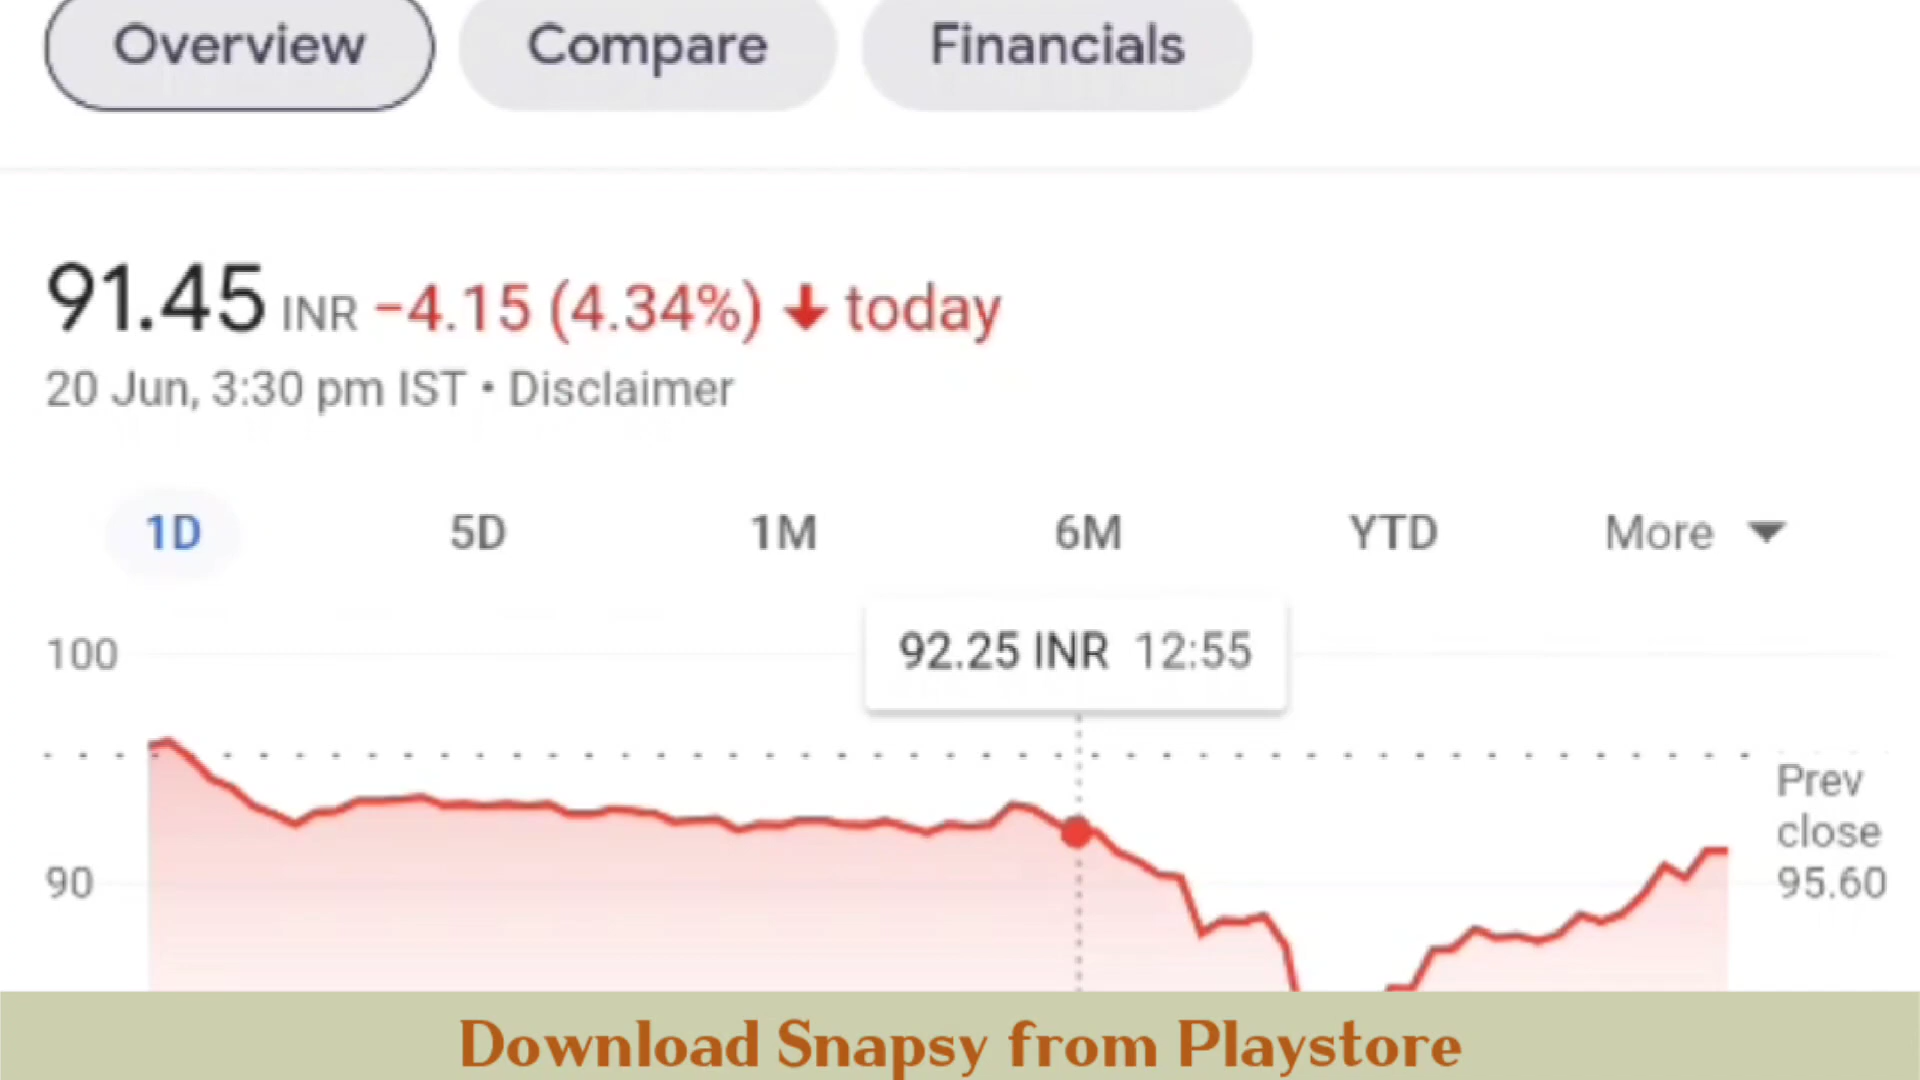 Overview Compare Financials
91.45 INR −4.15 (4.34%) ↓ today
20 Jun, 3:30 pm IST • Disclaimer
1D 5D 1M 6M YTD More
92.25 INR 12:55
100
Prev
close
95.60
90
Download Snapsy from Playstore